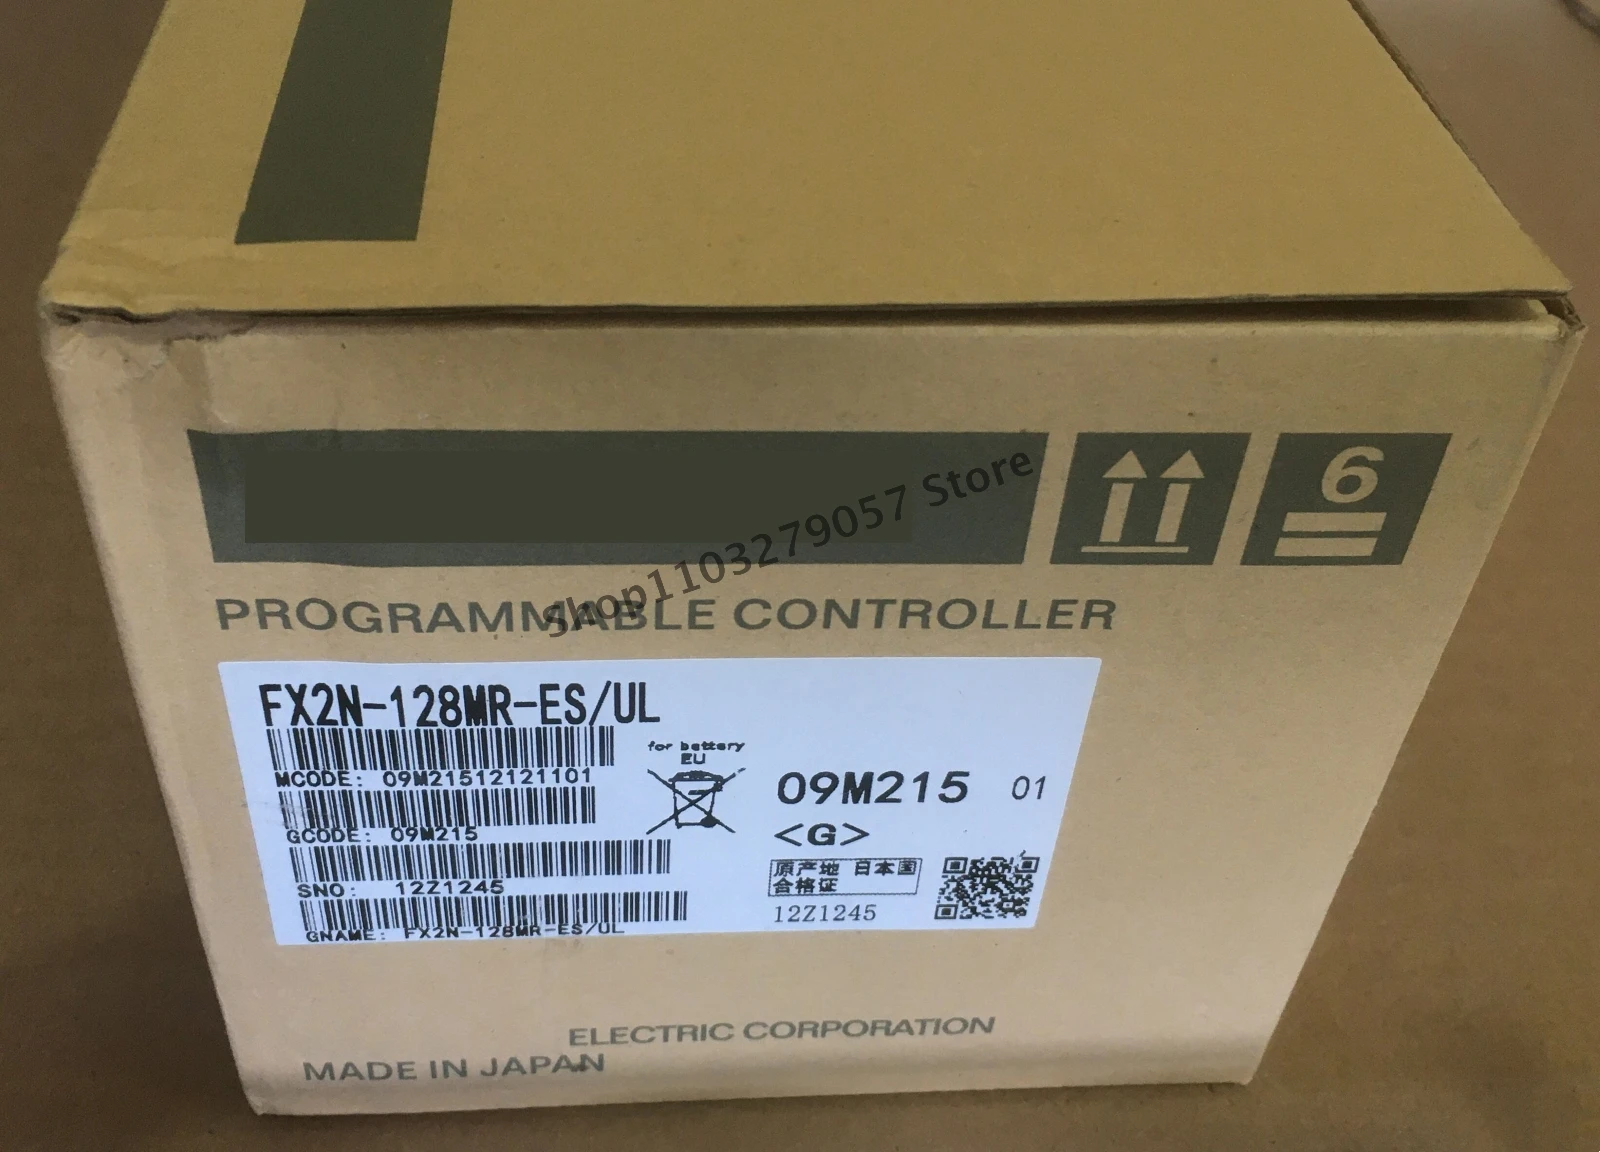 6
shop1103279057 Store
PROGRAMMABLE CONTROLLER
FX2N-128MR-ES/UL
MCODE: 09M21512121101
GCODE: 09M215
SNO: 12Z1245
GNAME: FX2N-128MR-ES/UL
for battery
EU
09M215 01
<G>
原产地 日本国
合格证
12Z1245
ELECTRIC CORPORATION
MADE IN JAPAN